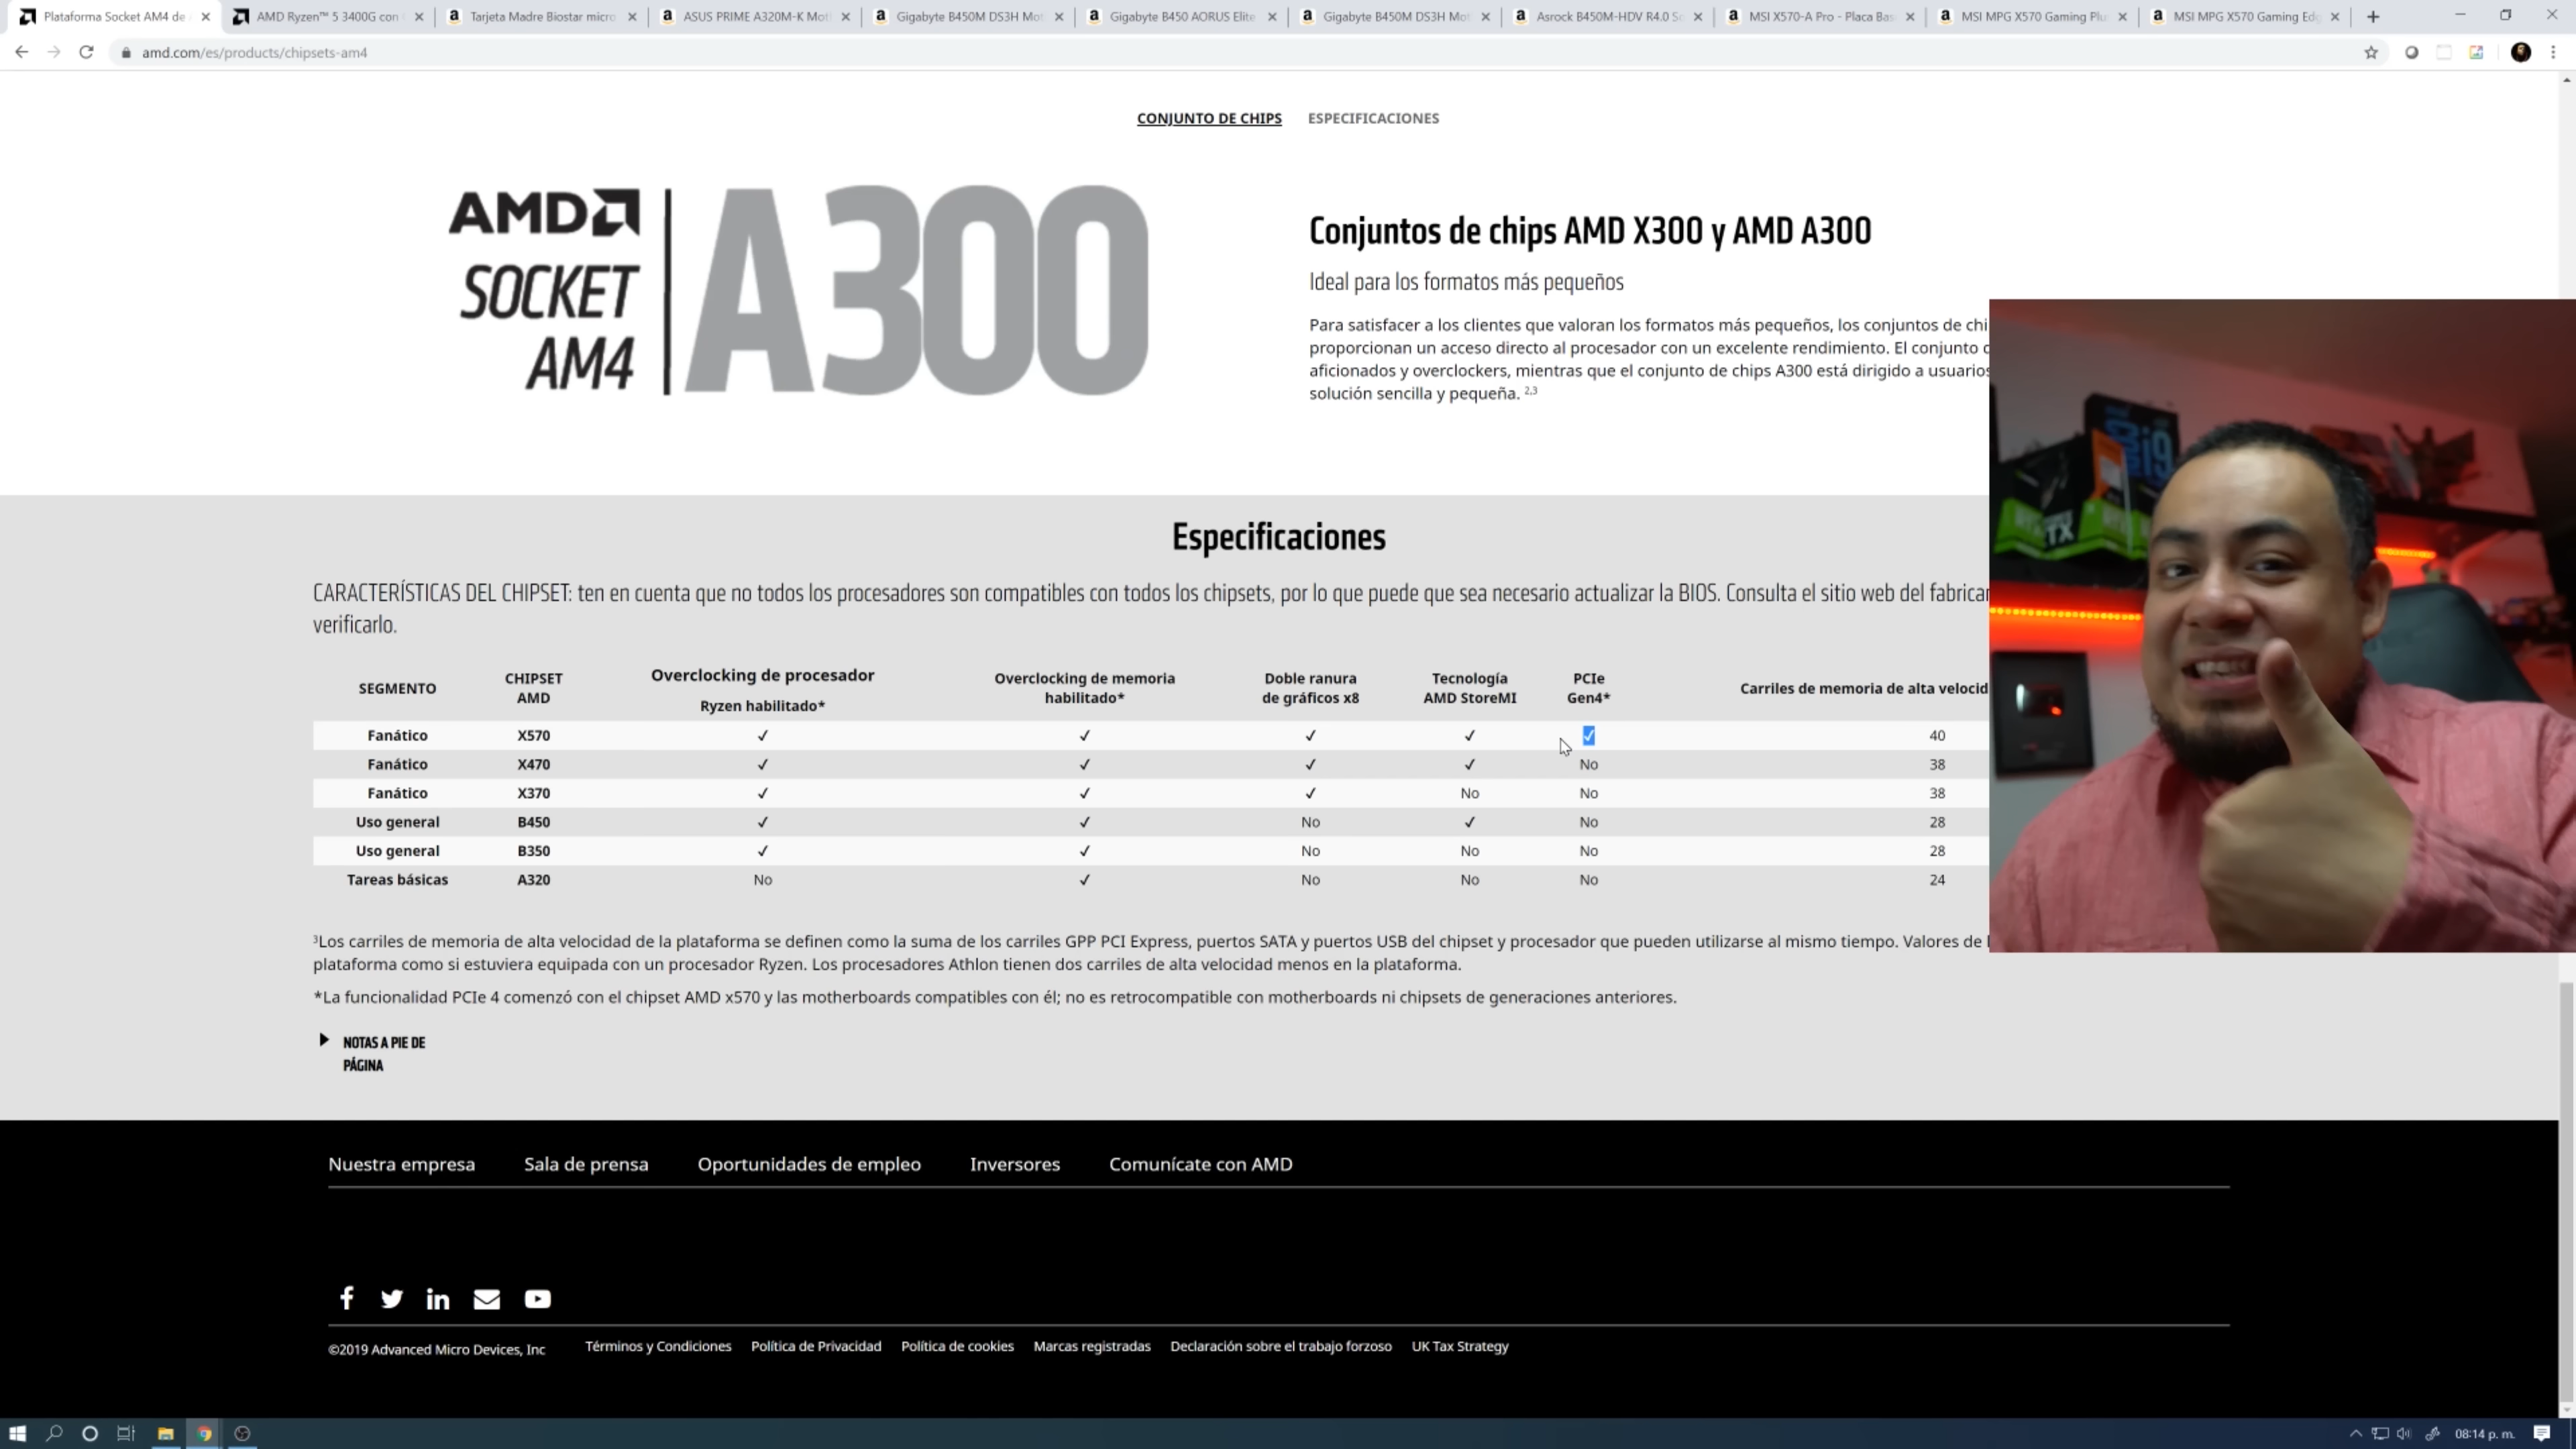 Plataforma Socket AM4 de
AMD Ryzen™ 5 3400G con
Tarjeta Madre Biostar micro
ASUS PRIME A320M-K Mot
Gigabyte B450M DS3H Mot
Gigabyte B450 AORUS Elite
Gigabyte B450M DS3H Mot
Asrock B450M-HDV R4.0 So
MSI X570-A Pro - Placa Bas
MSI MPG X570 Gaming Plu
MSI MPG X570 Gaming Edg
amd.com/es/products/chipsets-am4
CONJUNTO DE CHIPS ESPECIFICACIONES
AMD
SOCKET
AM4
A300
Conjuntos de chips AMD X300 y AMD A300
Ideal para los formatos más pequeños
Para satisfacer a los clientes que valoran los formatos más pequeños, los conjuntos de chi
proporcionan un acceso directo al procesador con un excelente rendimiento. El conjunto
aficionados y overclockers, mientras que el conjunto de chips A300 está dirigido a usuarios
solución sencilla y pequeña. 2,3
i9
RTX
Especificaciones
CARACTERÍSTICAS DEL CHIPSET: ten en cuenta que no todos los procesadores son compatibles con todos los chipsets, por lo que puede que sea necesario actualizar la BIOS. Consulta el sitio web del fabrican
verificarlo.
SEGMENTO CHIPSET AMD Overclocking de procesador Ryzen habilitado* Overclocking de memoria habilitado* Doble ranura de gráficos x8 Tecnología AMD StoreMI PCIe Gen4* Carriles de memoria de alta velocid
Fanático X570 ✓ ✓ ✓ ✓ ✓ 40
Fanático X470 ✓ ✓ ✓ ✓ No 38
Fanático X370 ✓ ✓ ✓ No No 38
Uso general B450 ✓ ✓ No ✓ No 28
Uso general B350 ✓ ✓ No No No 28
Tareas básicas A320 No ✓ No No No 24
³Los carriles de memoria de alta velocidad de la plataforma se definen como la suma de los carriles GPP PCI Express, puertos SATA y puertos USB del chipset y procesador que pueden utilizarse al mismo tiempo. Valores de
plataforma como si estuviera equipada con un procesador Ryzen. Los procesadores Athlon tienen dos carriles de alta velocidad menos en la plataforma.
*La funcionalidad PCIe 4 comenzó con el chipset AMD x570 y las motherboards compatibles con él; no es retrocompatible con motherboards ni chipsets de generaciones anteriores.
NOTAS A PIE DE
PÁGINA
Nuestra empresa Sala de prensa Oportunidades de empleo Inversores Comunícate con AMD
©2019 Advanced Micro Devices, Inc Términos y Condiciones Política de Privacidad Política de cookies Marcas registradas Declaración sobre el trabajo forzoso UK Tax Strategy
08:14 p. m.